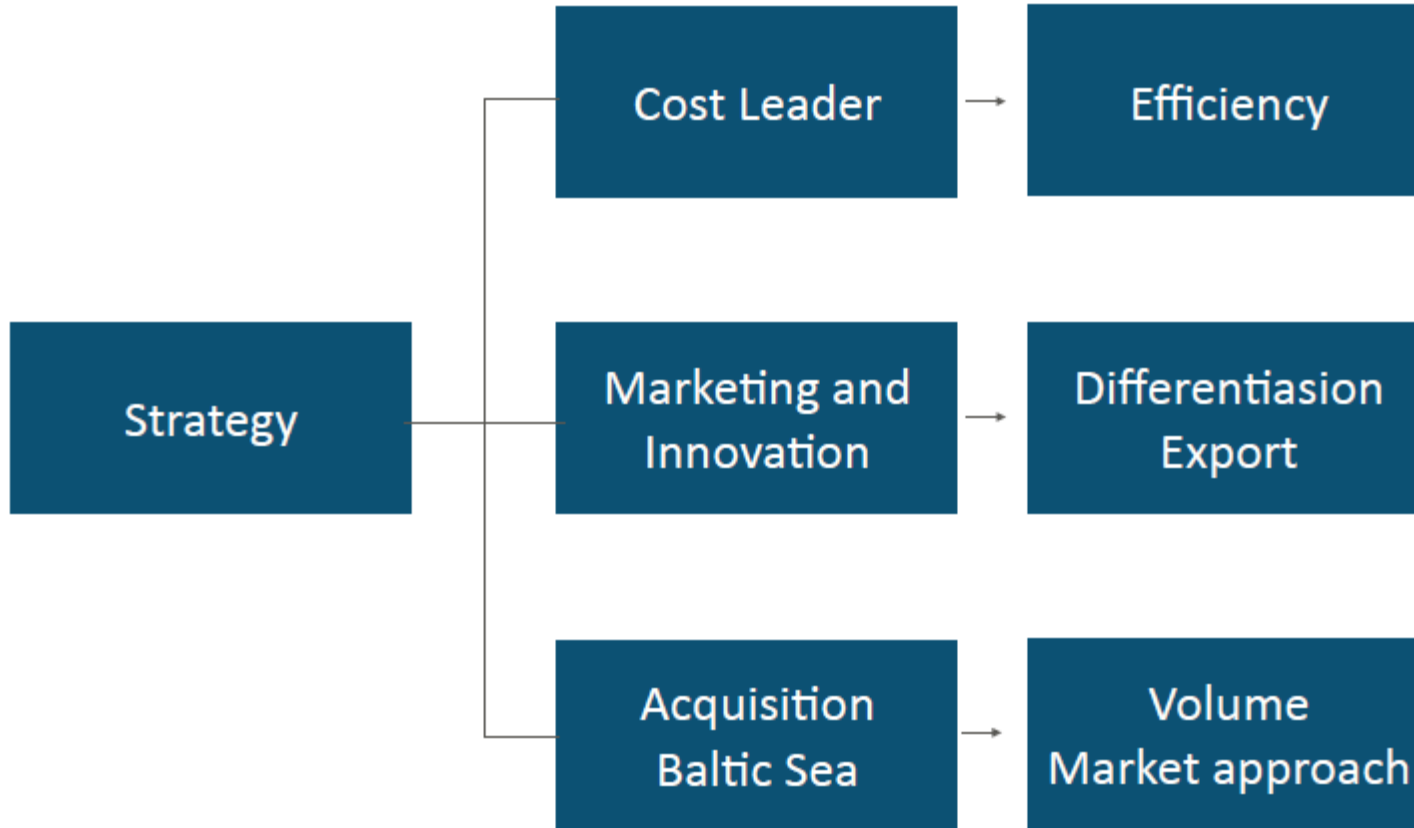 Cost Leader
Efficiency
Strategy
Marketing and
Innovation
Differentiasion
Export
Acquisition
Baltic Sea
Volume
Market approach